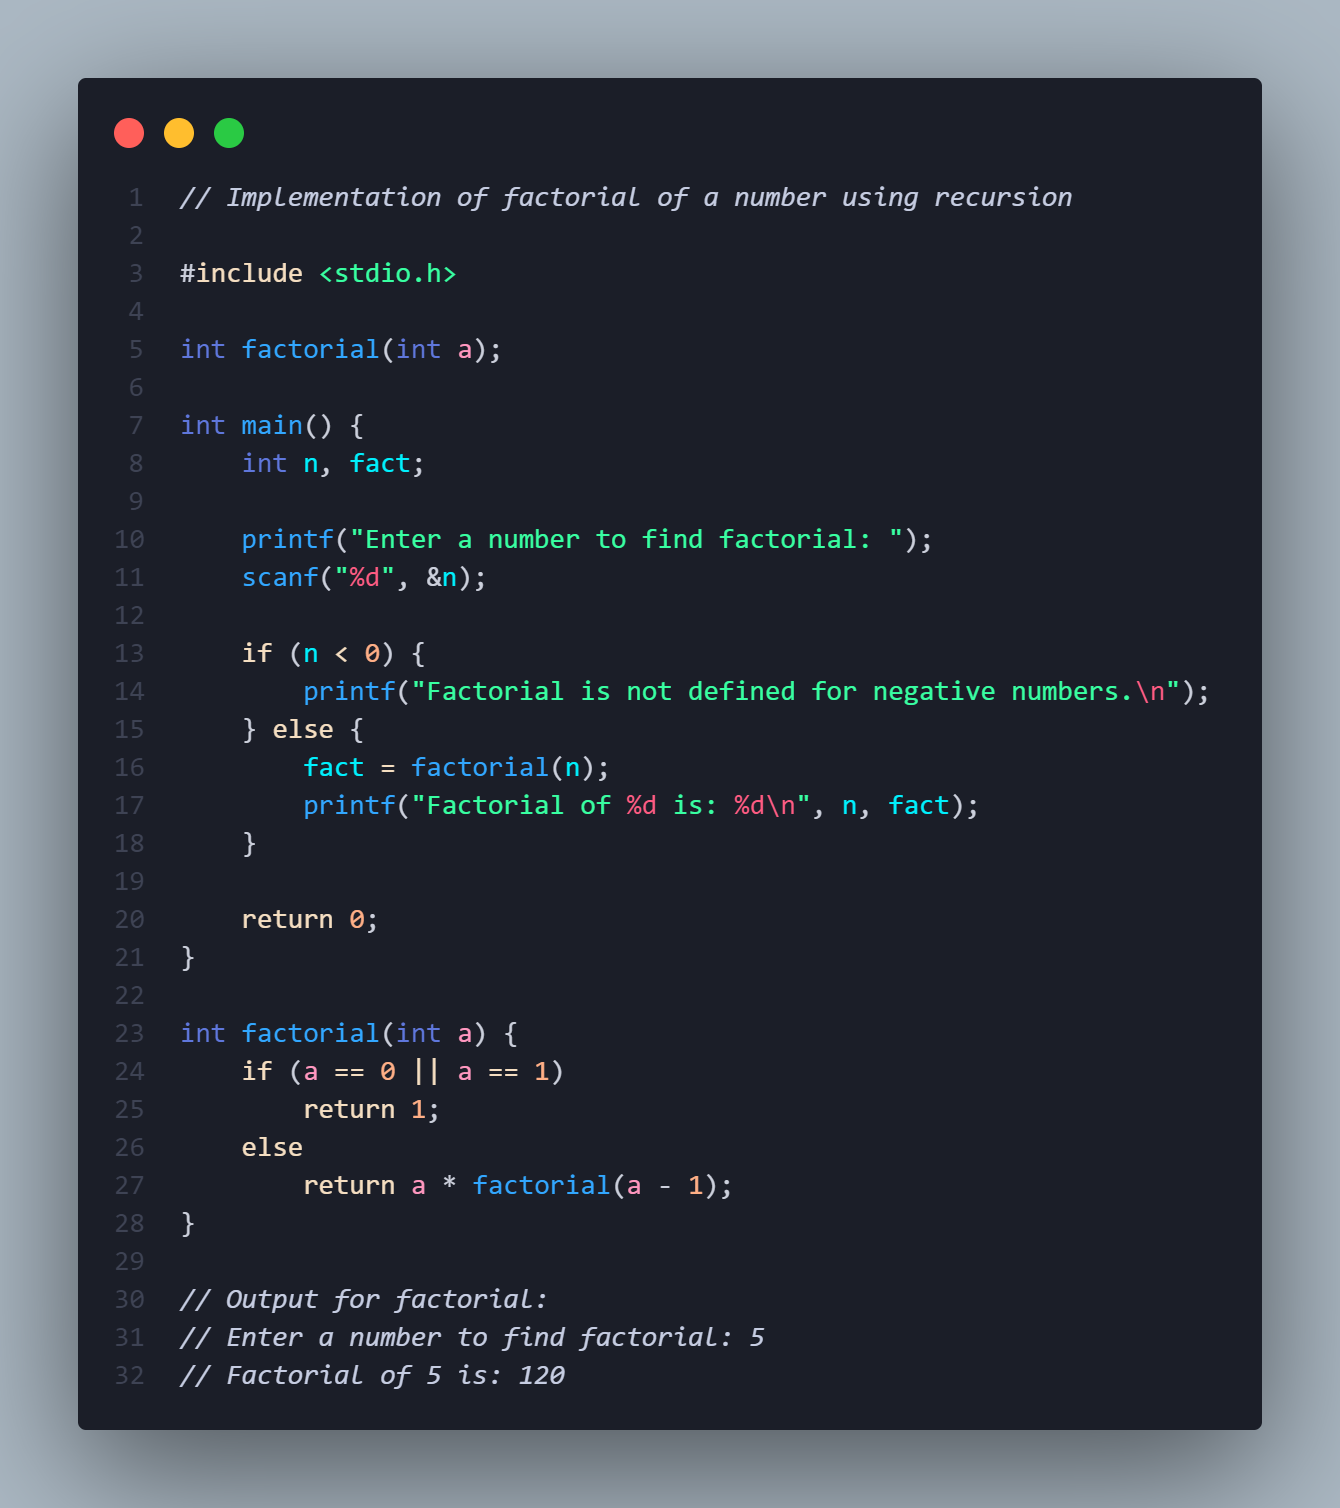 1 // Implementation of factorial of a number using recursion
2
3 #include <stdio.h>
4
5 int factorial(int a);
6
7 int main() {
8     int n, fact;
9
10     printf("Enter a number to find factorial: ");
11     scanf("%d", &n);
12
13     if (n < 0) {
14         printf("Factorial is not defined for negative numbers.\n");
15     } else {
16         fact = factorial(n);
17         printf("Factorial of %d is: %d\n", n, fact);
18     }
19
20     return 0;
21 }
22
23 int factorial(int a) {
24     if (a == 0 || a == 1)
25         return 1;
26     else
27         return a * factorial(a - 1);
28 }
29
30 // Output for factorial:
31 // Enter a number to find factorial: 5
32 // Factorial of 5 is: 120